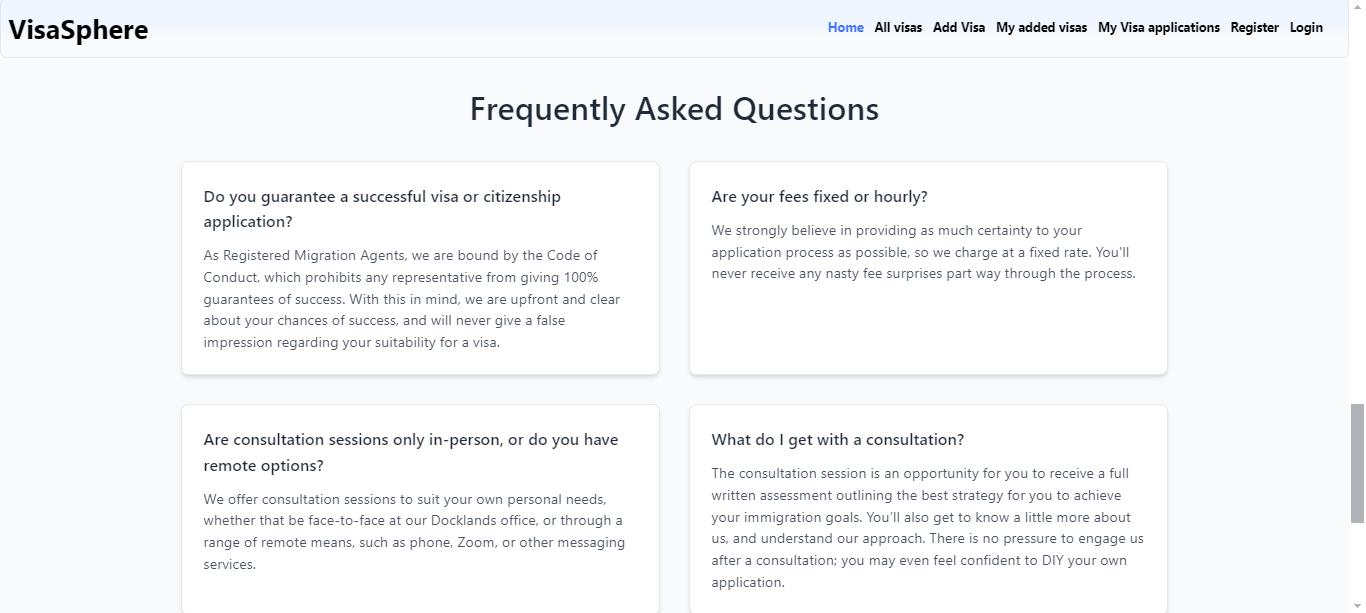 VisaSphere
Home All visas Add Visa My added visas My Visa applications Register Login
Frequently Asked Questions
Do you guarantee a successful visa or citizenship
application?
As Registered Migration Agents, we are bound by the Code of
Conduct, which prohibits any representative from giving 100%
guarantees of success. With this in mind, we are upfront and clear
about your chances of success, and will never give a false
impression regarding your suitability for a visa.
Are your fees fixed or hourly?
We strongly believe in providing as much certainty to your
application process as possible, so we charge at a fixed rate. You'll
never receive any nasty fee surprises part way through the process.
Are consultation sessions only in-person, or do you have
remote options?
We offer consultation sessions to suit your own personal needs,
whether that be face-to-face at our Docklands office, or through a
range of remote means, such as phone, Zoom, or other messaging
services.
What do I get with a consultation?
The consultation session is an opportunity for you to receive a full
written assessment outlining the best strategy for you to achieve
your immigration goals. You’ll also get to know a little more about
us, and understand our approach. There is no pressure to engage us
after a consultation; you may even feel confident to DIY your own
application.